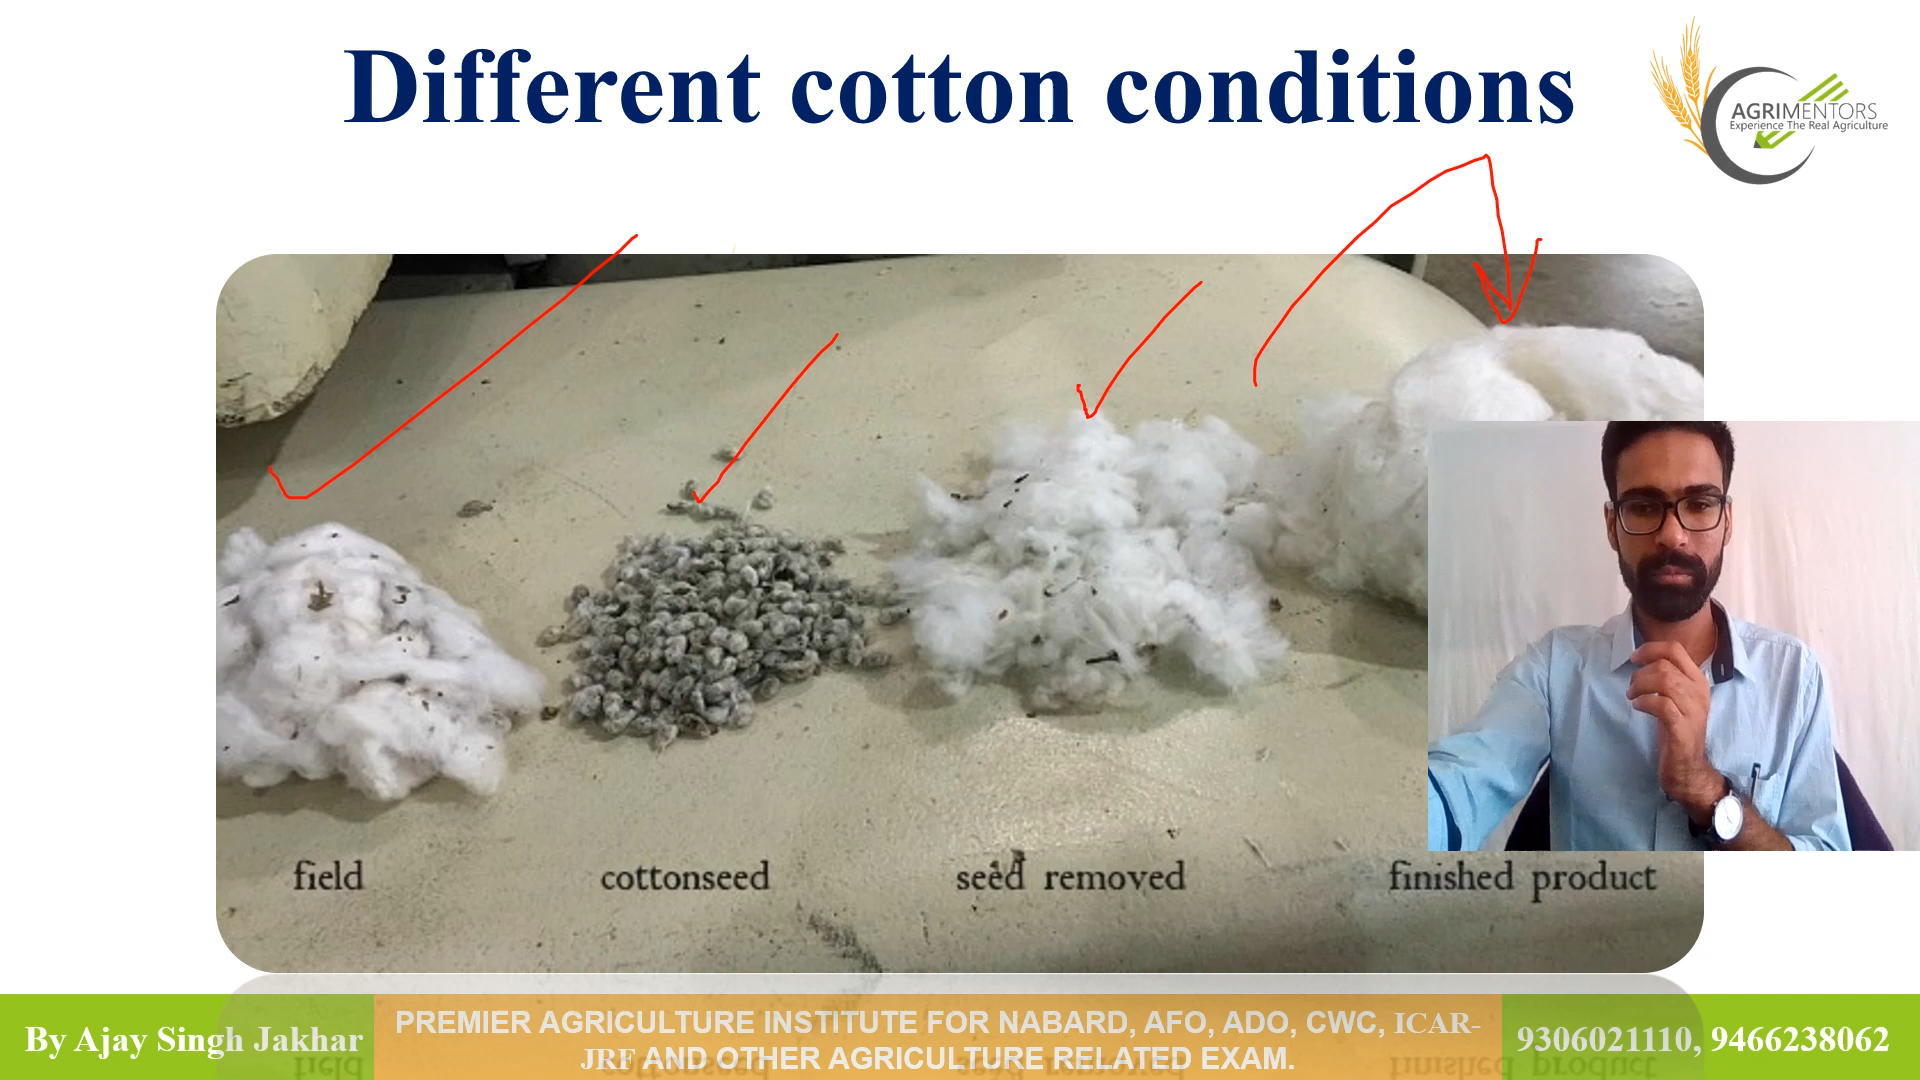 Different cotton conditions
AGRIMENTORS
Experience The Real Agriculture
field
cottonseed
seed removed
finished product
By Ajay Singh Jakhar
PREMIER AGRICULTURE INSTITUTE FOR NABARD, AFO, ADO, CWC, ICAR-
JRF AND OTHER AGRICULTURE RELATED EXAM.
9306021110, 9466238062